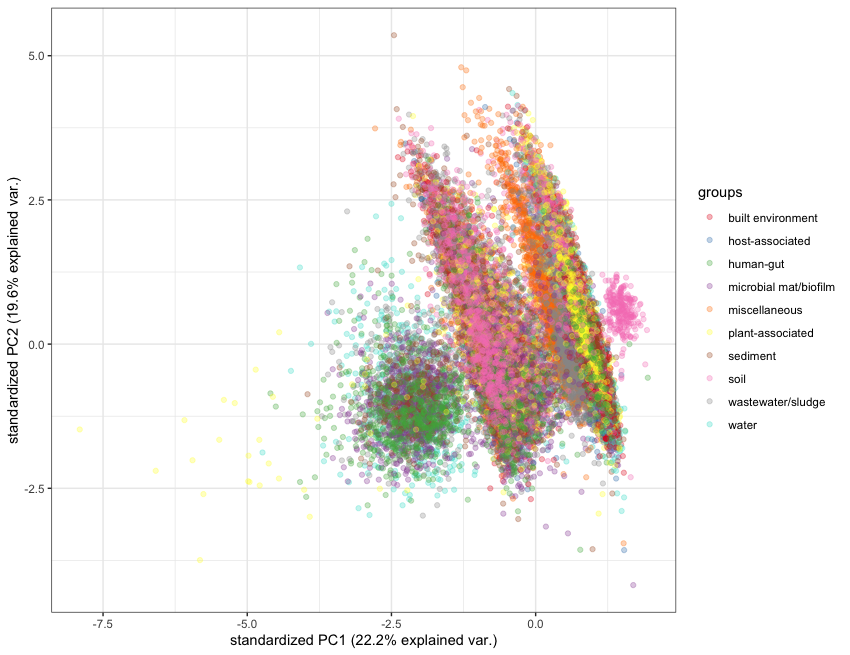 standardized PC2 (19.6% explained var.)
5.0
2.5
0.0
-2.5
-7.5
-5.0
-2.5
0.0
standardized PC1 (22.2% explained var.)
groups
built environment
host-associated
human-gut
microbial mat/biofilm
miscellaneous
plant-associated
sediment
soil
wastewater/sludge
water